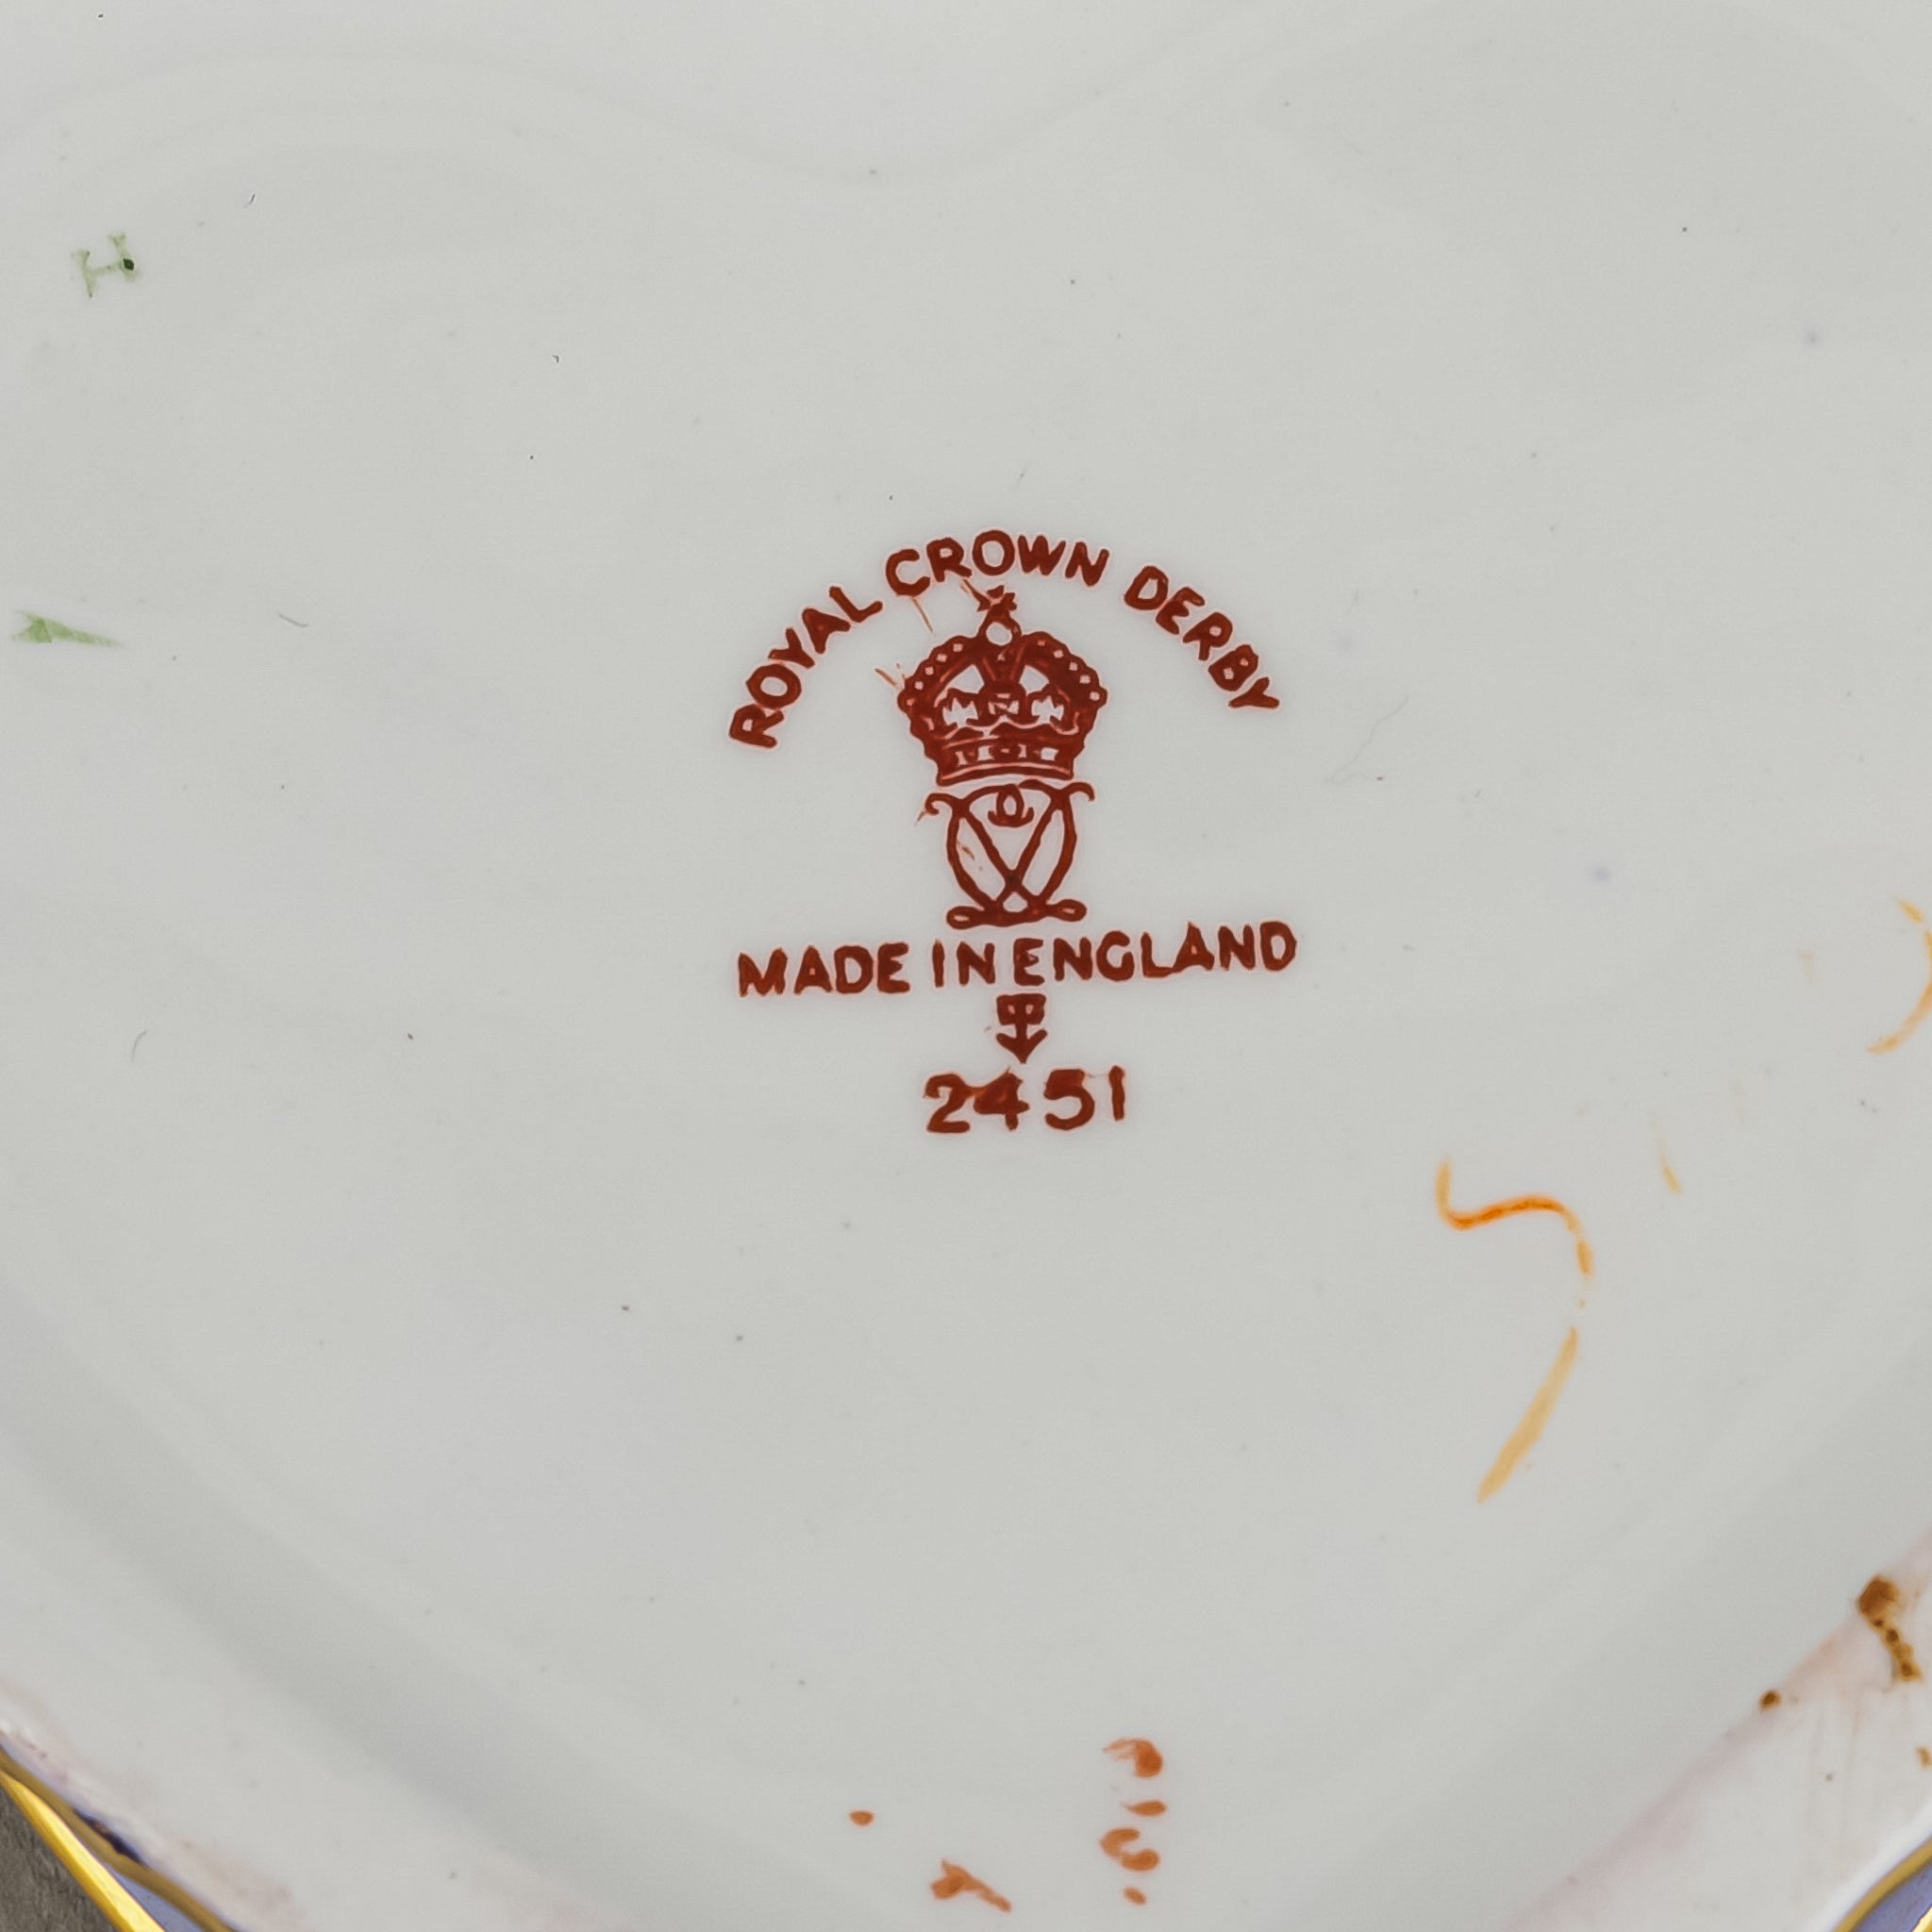 H
ROYAL CROWN DERBY
MADE IN ENGLAND
2451